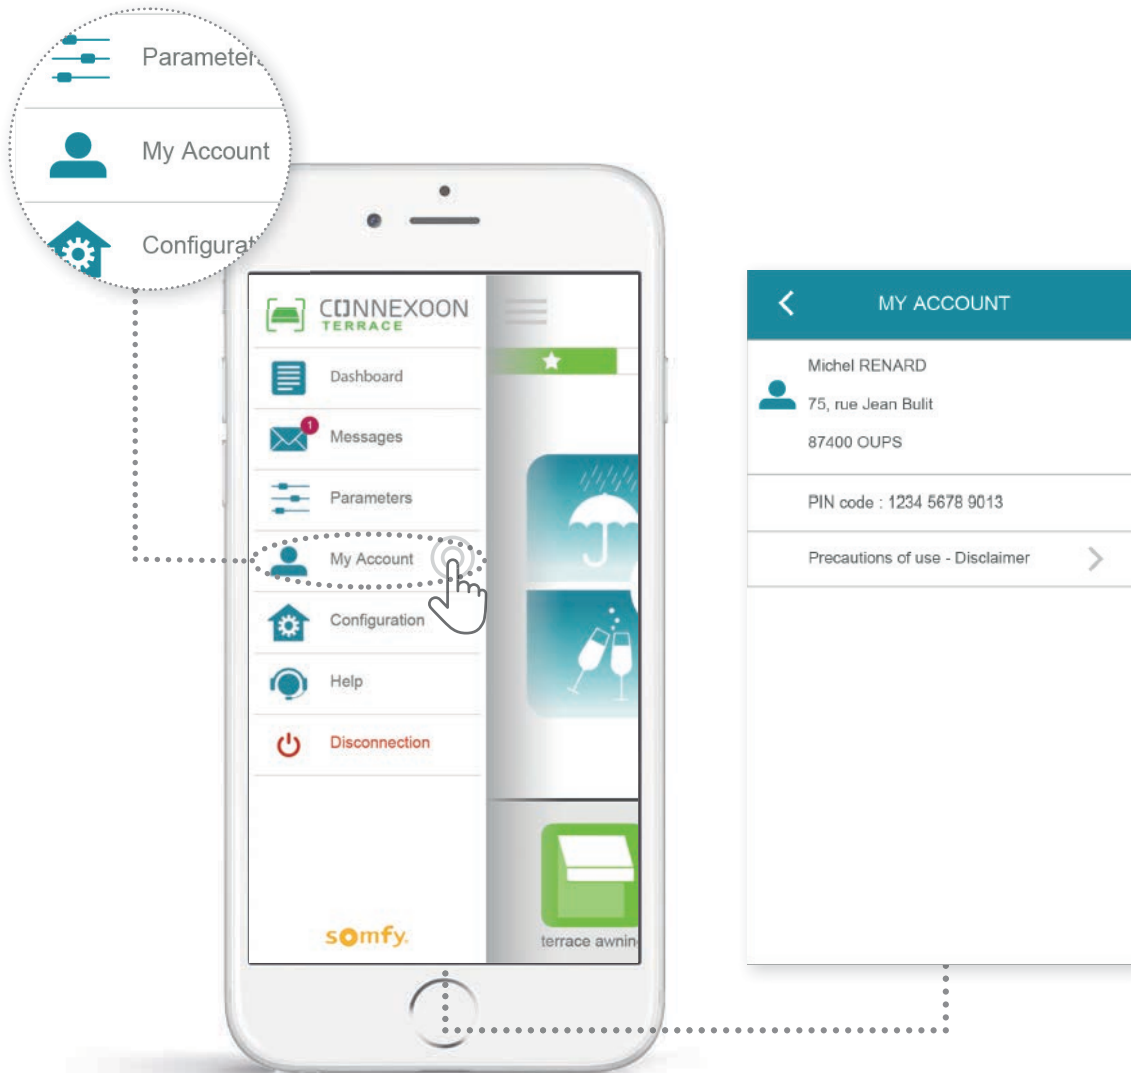 Parameters
My Account
Configurat
CONNEXOON
TERRACE
Dashboard
1
Messages
Parameters
My Account
Configuration
Help
Disconnection
somfy.
terrace awnin
MY ACCOUNT
Michel RENARD
75, rue Jean Bulit
87400 OUPS
PIN code : 1234 5678 9013
Precautions of use - Disclaimer